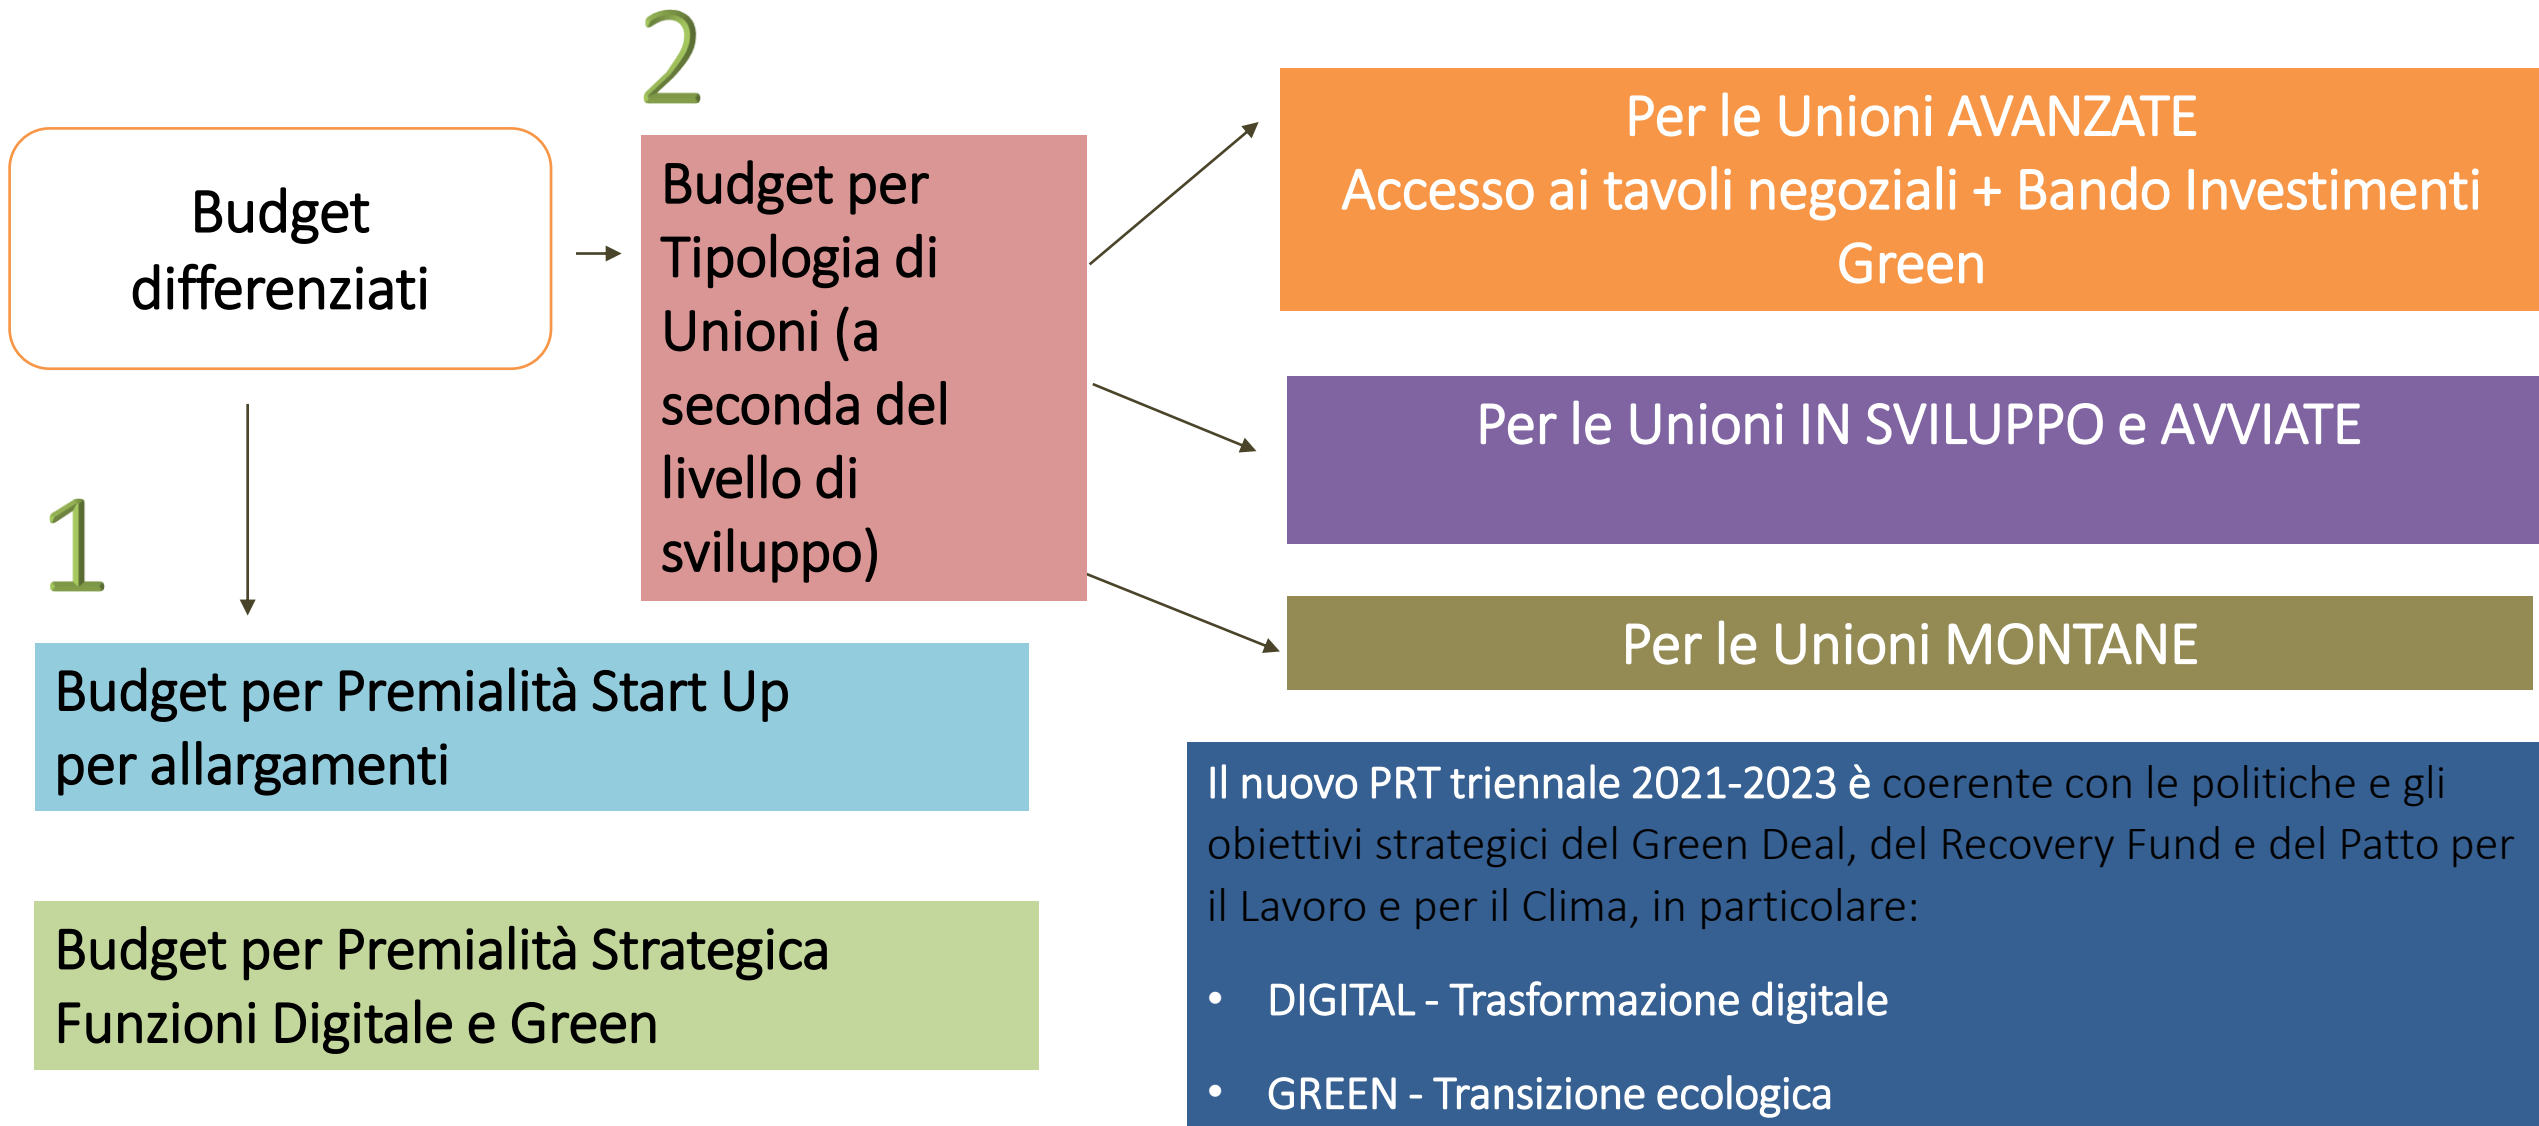 2
Budget
differenziati
Budget per
Tipologia di
Unioni (a
seconda del
livello di
sviluppo)
Per le Unioni AVANZATE
Accesso ai tavoli negoziali + Bando Investimenti
Green
Per le Unioni IN SVILUPPO e AVVIATE
Per le Unioni MONTANE
1
Budget per Premialità Start Up
per allargamenti
Budget per Premialità Strategica
Funzioni Digitale e Green
Il nuovo PRT triennale 2021-2023 è coerente con le politiche e gli
obiettivi strategici del Green Deal, del Recovery Fund e del Patto per
il Lavoro e per il Clima, in particolare:
• DIGITAL - Trasformazione digitale
• GREEN - Transizione ecologica